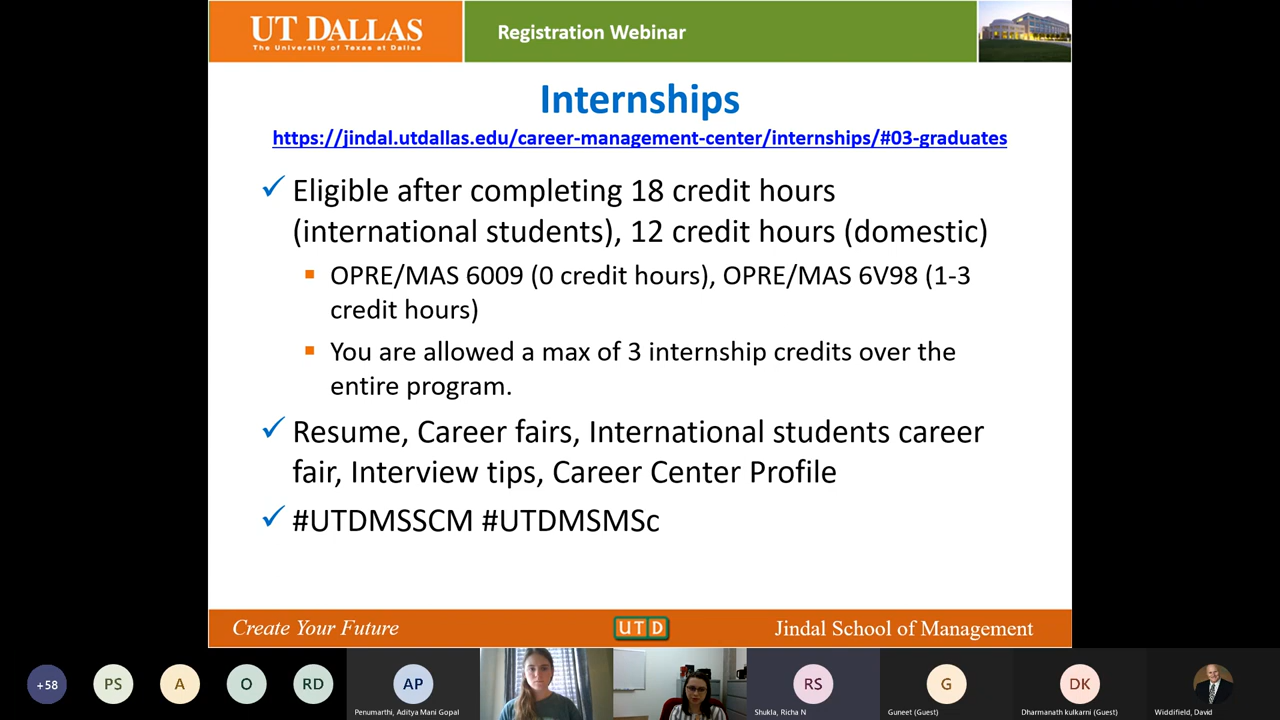 UT DALLAS
The University of Texas at Dallas
Registration Webinar
Internships
https://jindal.utdallas.edu/career-management-center/internships/#03-graduates
✓ Eligible after completing 18 credit hours
(international students), 12 credit hours (domestic)
▪ OPRE/MAS 6009 (0 credit hours), OPRE/MAS 6V98 (1-3
credit hours)
▪ You are allowed a max of 3 internship credits over the
entire program.
✓ Resume, Career fairs, International students career
fair, Interview tips, Career Center Profile
✓ #UTDMSSCM #UTDMSMSc
Create Your Future
UTD
Jindal School of Management
+58
PS
A
O
RD
AP
Penumarthi, Aditya Mani Gopal
RS
Shukla, Richa N
G
Guneet (Guest)
DK
Dharmanath kulkarni (Guest)
Widdifield, David